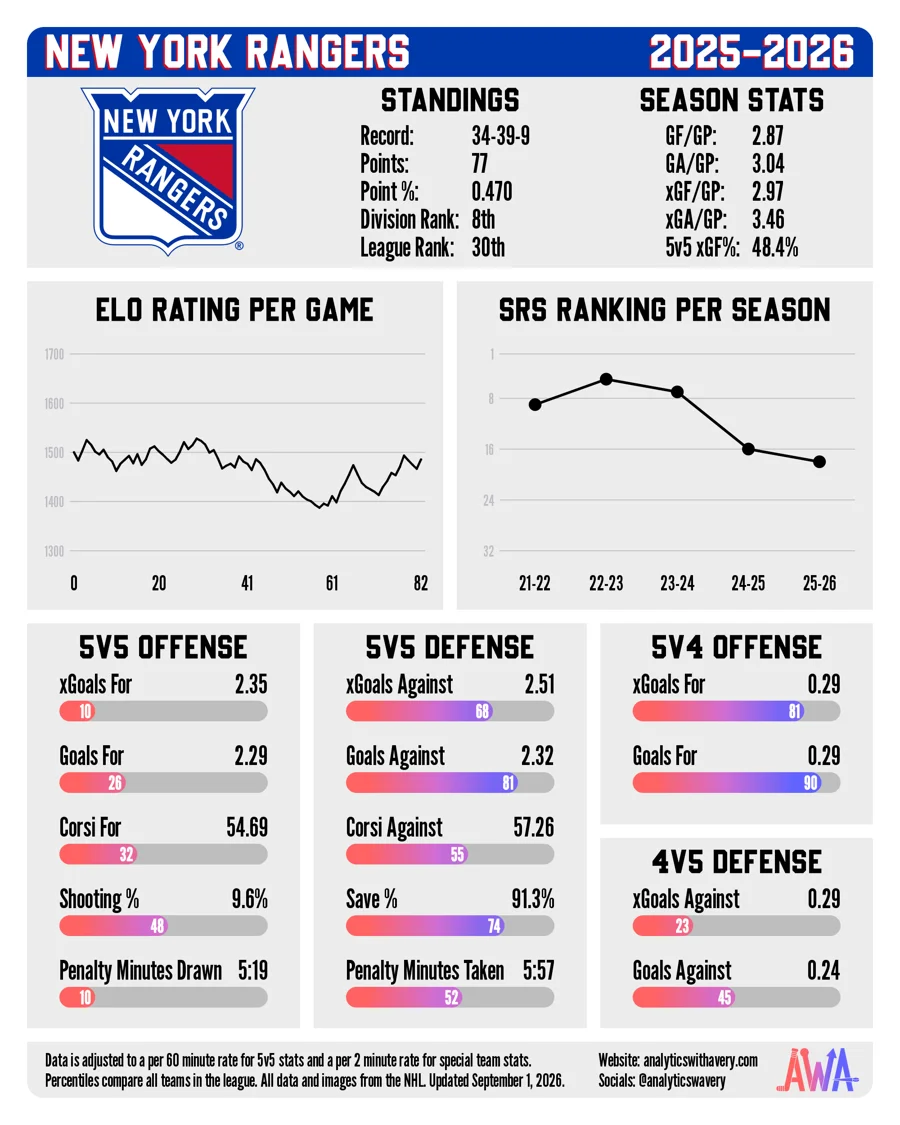 NEW YORK RANGERS 2025-2026
NEW YORK
RANGERS
®
STANDINGS
Record: 34-39-9
Points: 77
Point %: 0.470
Division Rank: 8th
League Rank: 30th
SEASON STATS
GF/GP: 2.87
GA/GP: 3.04
xGF/GP: 2.97
xGA/GP: 3.46
5v5 xGF%: 48.4%
ELO RATING PER GAME
1700
1600
1500
1400
1300
0 20 41 61 82
SRS RANKING PER SEASON
1
8
16
24
32
21-22 22-23 23-24 24-25 25-26
5V5 OFFENSE
xGoals For 2.35
10
Goals For 2.29
26
Corsi For 54.69
32
Shooting % 9.6%
48
Penalty Minutes Drawn 5:19
10
5V5 DEFENSE
xGoals Against 2.51
68
Goals Against 2.32
81
Corsi Against 57.26
55
Save % 91.3%
74
Penalty Minutes Taken 5:57
52
5V4 OFFENSE
xGoals For 0.29
81
Goals For 0.29
90
4V5 DEFENSE
xGoals Against 0.29
23
Goals Against 0.24
45
Data is adjusted to a per 60 minute rate for 5v5 stats and a per 2 minute rate for special team stats.
Percentiles compare all teams in the league. All data and images from the NHL. Updated September 1, 2026.
Website: analyticswithavery.com
Socials: @analyticswavery
AWA